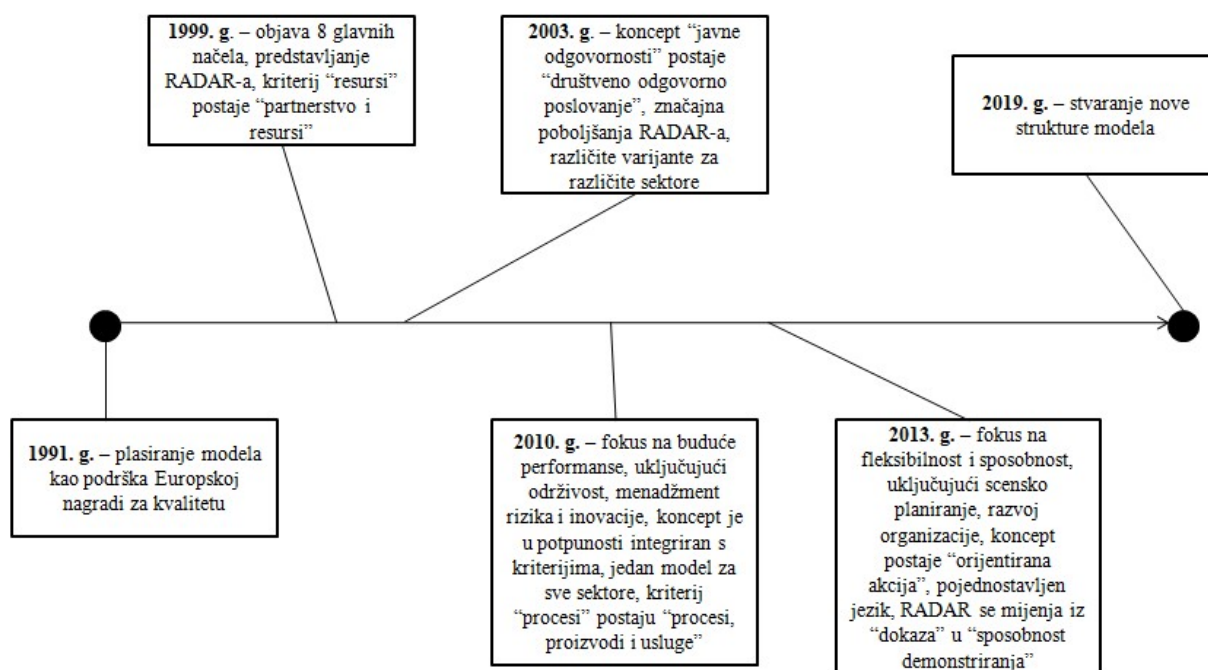 1999. g. – objava 8 glavnih
načela, predstavljanje
RADAR-a, kriterij “resursi”
postaje “partnerstvo i
resursi”
2003. g. – koncept “javne
odgovornosti” postaje
“društveno odgovorno
poslovanje”, značajna
poboljšanja RADAR-a,
različite varijante za
različite sektore
2019. g. – stvaranje nove
strukture modela
1991. g. – plasiranje modela
kao podrška Europskoj
nagradi za kvalitetu
2010. g. – fokus na buduće
performanse, uključujući
održivost, menadžment
rizika i inovacije, koncept je
u potpunosti integriran s
kriterijima, jedan model za
sve sektore, kriterij
“procesi” postaju “procesi,
proizvodi i usluge”
2013. g. – fokus na
fleksibilnost i sposobnost,
uključujući scensko
planiranje, razvoj
organizacije, koncept
postaje “orijentirana
akcija”, pojednostavljen
jezik, RADAR se mijenja iz
“dokaza” u “sposobnost
demonstriranja”